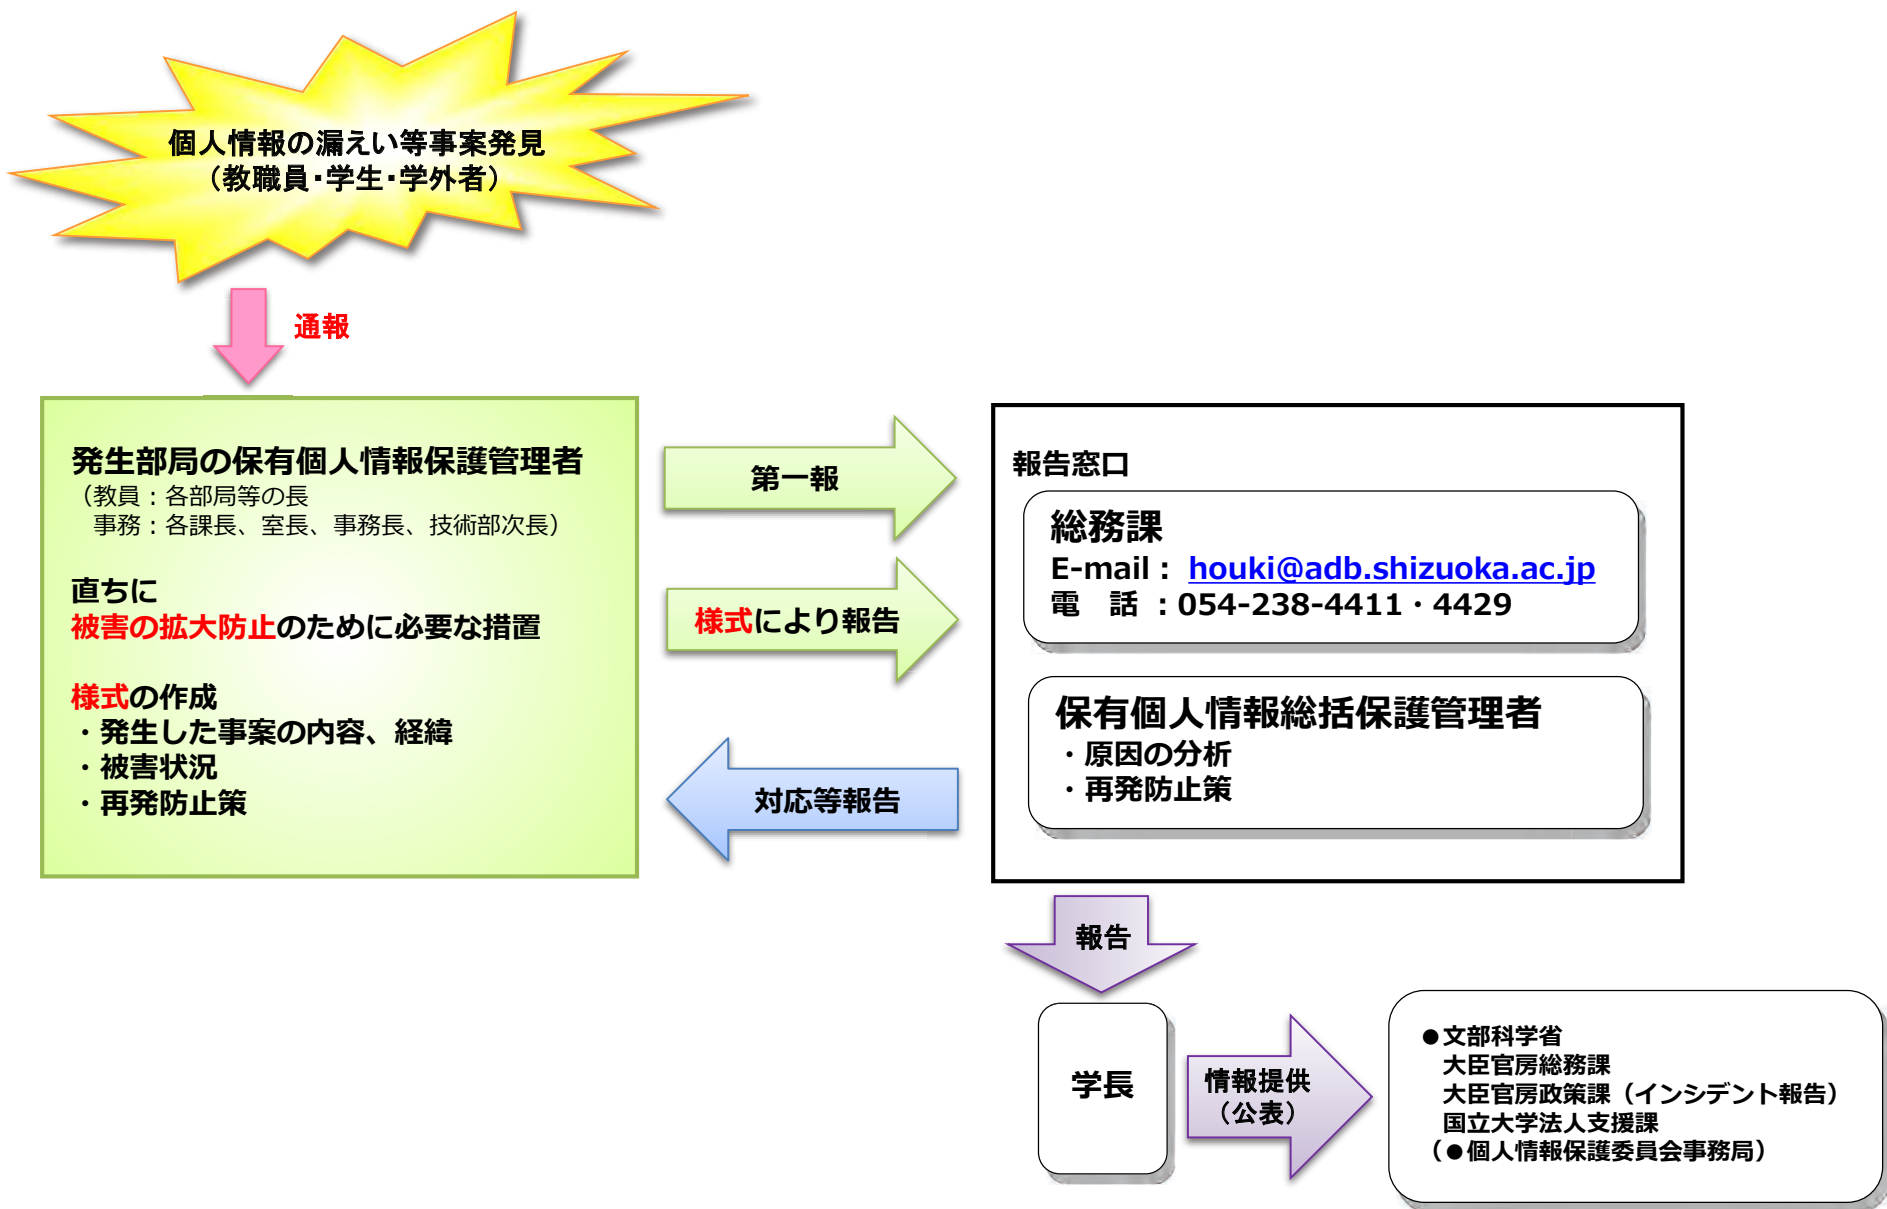 個人情報の漏えい等事案発見
（教職員・学生・学外者）
通報
発生部局の保有個人情報保護管理者
（教員：各部局等の長
事務：各課長、室長、事務長、技術部次長）
直ちに
被害の拡大防止のために必要な措置
様式の作成
・発生した事案の内容、経緯
・被害状況
・再発防止策
第一報
様式により報告
対応等報告
報告窓口
総務課
E-mail： houki@adb.shizuoka.ac.jp
電　話 ：054-238-4411・4429
保有個人情報総括保護管理者
・原因の分析
・再発防止策
報告
学長
情報提供
（公表）
●文部科学省
大臣官房総務課
大臣官房政策課（インシデント報告）
国立大学法人支援課
（●個人情報保護委員会事務局）